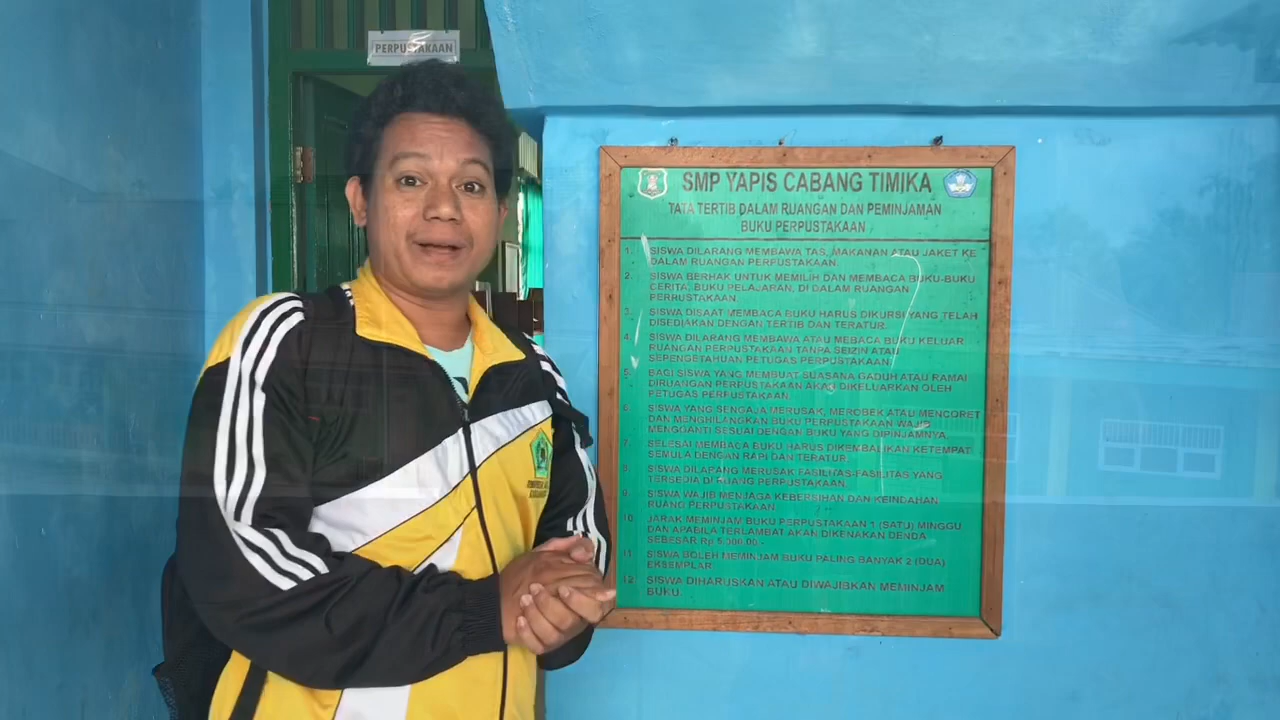 PERPUSTAKAAN
SMP YAPIS CABANG TIMIKA
TATA TERTIB DALAM RUANGAN DAN PEMINJAMAN
BUKU PERPUSTAKAAN
1. SISWA DILARANG MEMBAWA TAS, MAKANAN ATAU JAKET KE
DALAM RUANGAN PERPUSTAKAAN.
2. SISWA BERHAK UNTUK MEMILIH DAN MEMBACA BUKU-BUKU
CERITA, BUKU PELAJARAN, DI DALAM RUANGAN
PERPUSTAKAAN.
3. SISWA DISAAT MEMBACA BUKU HARUS DIKURSI YANG TELAH
DISEDIAKAN DENGAN TERTIB DAN TERATUR.
4. SISWA DILARANG MEMBAWA ATAU MEBACA BUKU KELUAR
RUANGAN PERPUSTAKAAN TANPA SEIZIN ATAU
SEPENGETAHUAN PETUGAS PERPUSTAKAAN.
5. BAGI SISWA YANG MEMBUAT SUASANA GADUH ATAU RAMAI
DIRUANGAN PERPUSTAKAAN AKAN DIKELUARKAN OLEH
PETUGAS PERPUSTAKAAN.
6. SISWA YANG SENGAJA MERUSAK, MEROBEK ATAU MENCORET
DAN MENGHILANGKAN BUKU PERPUSTAKAAN WAJIB
MENGGANTI SESUAI DENGAN BUKU YANG DIPINJAMNYA.
7. SELESAI MEMBACA BUKU HARUS DIKEMBALIKAN KETEMPAT
SEMULA DENGAN RAPI DAN TERATUR.
8. SISWA DILARANG MERUSAK FASILITAS-FASILITAS YANG
TERSEDIA DI RUANG PERPUSTAKAAN.
9. SISWA WAJIB MENJAGA KEBERSIHAN DAN KEINDAHAN
RUANG PERPUSTAKAAN.
10. JARAK MEMINJAM BUKU PERPUSTAKAAN 1 (SATU) MINGGU
DAN APABILA TERLAMBAT AKAN DIKENAKAN DENDA
SEBESAR Rp 5.000.00.-
11. SISWA BOLEH MEMINJAM BUKU PALING BANYAK 2 (DUA)
EKSEMPLAR
12. SISWA DIHARUSKAN ATAU DIWAJIBKAN MEMINJAM
BUKU.